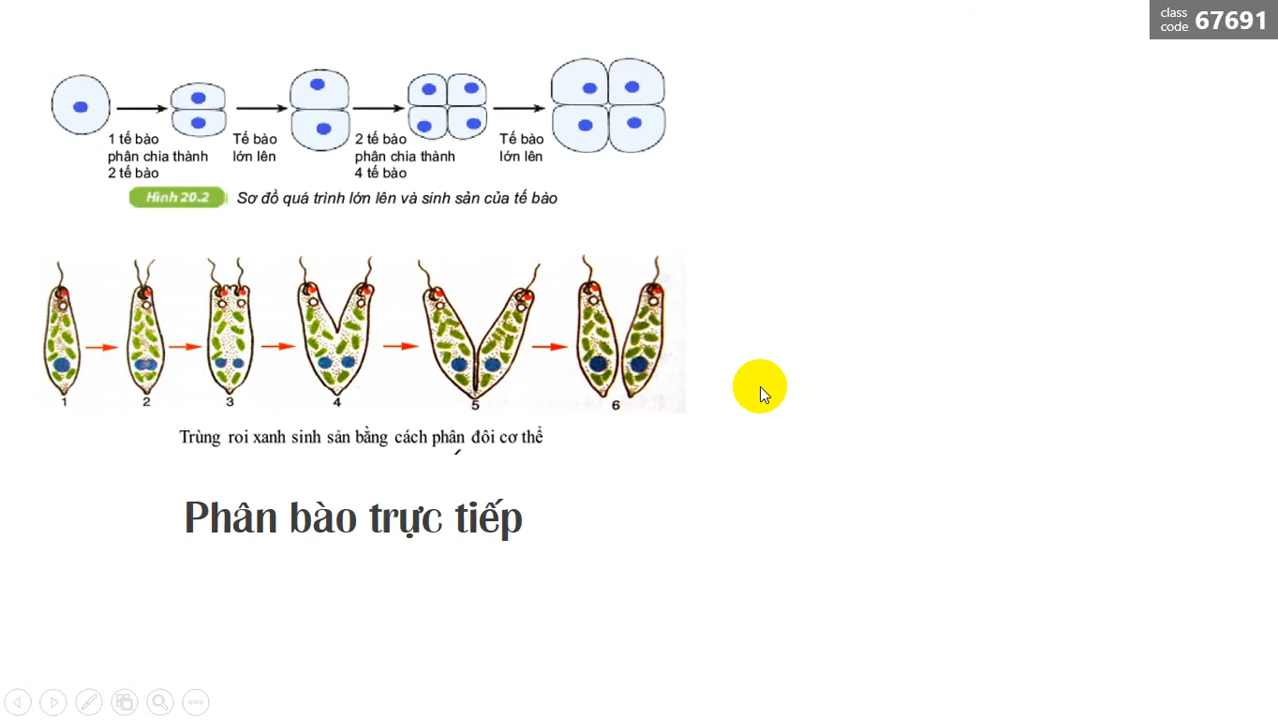 class
code 67691
1 tế bào
phân chia thành
2 tế bào
Tế bào
lớn lên
2 tế bào
phân chia thành
4 tế bào
Tế bào
lớn lên
Hình 20.2 Sơ đồ quá trình lớn lên và sinh sản của tế bào
1 2 3 4 5 6
Trùng roi xanh sinh sản bằng cách phân đôi cơ thể
Phân bào trực tiếp